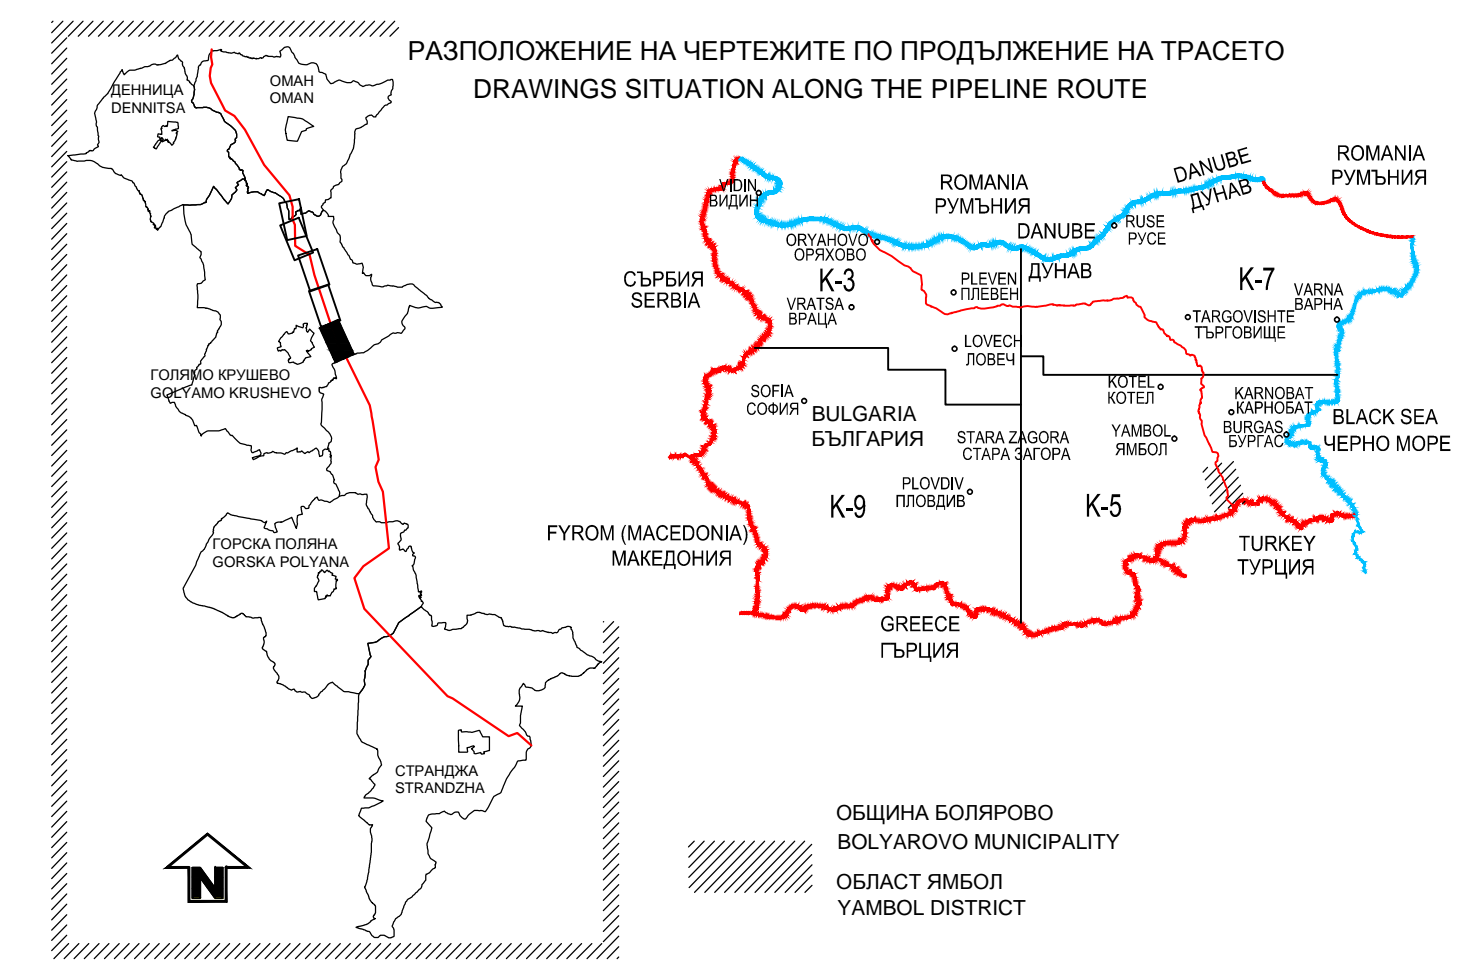 РАЗПОЛОЖЕНИЕ НА ЧЕРТЕЖИТЕ ПО ПРОДЪЛЖЕНИЕ НА ТРАСЕТО
DRAWINGS SITUATION ALONG THE PIPELINE ROUTE
ДЕННИЦА
DENNITSA
ОМАН
OMAN
ГОЛЯМО КРУШЕВО
GOLYAMO KRUSHEVO
ГОРСКА ПОЛЯНА
GORSKA POLYANA
СТРАНДЖА
STRANDZHA
N
VIDIN
ВИДИН
ROMANIA
РУМЪНИЯ
DANUBE
ДУНАВ
ROMANIA
РУМЪНИЯ
ORYAHOVO
ОРЯХОВО
DANUBE
ДУНАВ
RUSE
РУСЕ
СЪРБИЯ
SERBIA
K-3
VRATSA
ВРАЦА
PLEVEN
ПЛЕВЕН
K-7
VARNA
ВАРНА
TARGOVISHTE
ТЪРГОВИЩЕ
LOVECH
ЛОВЕЧ
SOFIA
СОФИЯ
BULGARIA
БЪЛГАРИЯ
KOTEL
КОТЕЛ
KARNOBAT
КАРНОБАТ
BURGAS
БУРГАС
BLACK SEA
ЧЕРНО МОРЕ
STARA ZAGORA
СТАРА ЗАГОРА
YAMBOL
ЯМБОЛ
PLOVDIV
ПЛОВДИВ
K-9
K-5
FYROM (MACEDONIA)
МАКЕДОНИЯ
TURKEY
ТУРЦИЯ
GREECE
ГЪРЦИЯ
ОБЩИНА БОЛЯРОВО
BOLYAROVO MUNICIPALITY
ОБЛАСТ ЯМБОЛ
YAMBOL DISTRICT